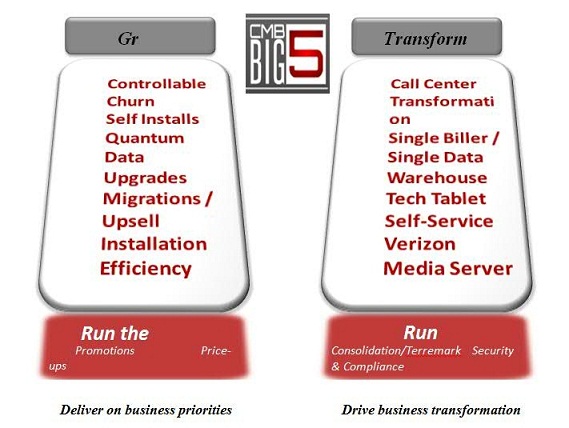 Gr
Controllable
Churn
Self Installs
Quantum
Data
Upgrades
Migrations /
Upsell
Installation
Efficiency
Run the
Promotions Price-
ups
Deliver on business priorities
CMB
BIG 5
Transform
Call Center
Transformati
on
Single Biller /
Single Data
Warehouse
Tech Tablet
Self-Service
Verizon
Media Server
Run
Consolidation/Terremark Security
& Compliance
Drive business transformation